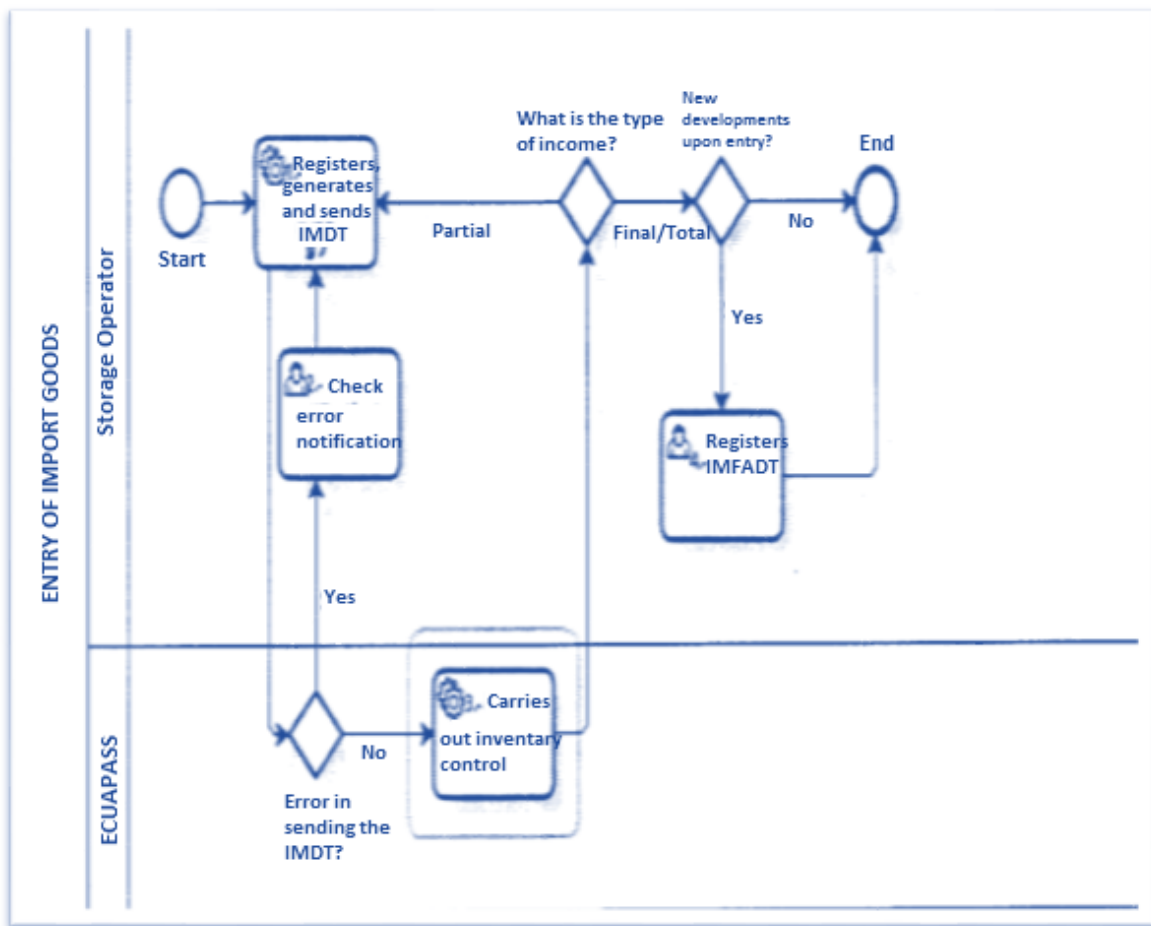 ENTRY OF IMPORT GOODS
Storage Operator
Start
Registers,
generates
and sends
IMDT
Check
error
notification
Yes
Partial
What is the type
of income?
Final/Total
New
developments
upon entry?
No
End
Yes
Registers
IMFADT
ECUAPASS
Error in
sending the
IMDT?
No
Carries
out inventary
control